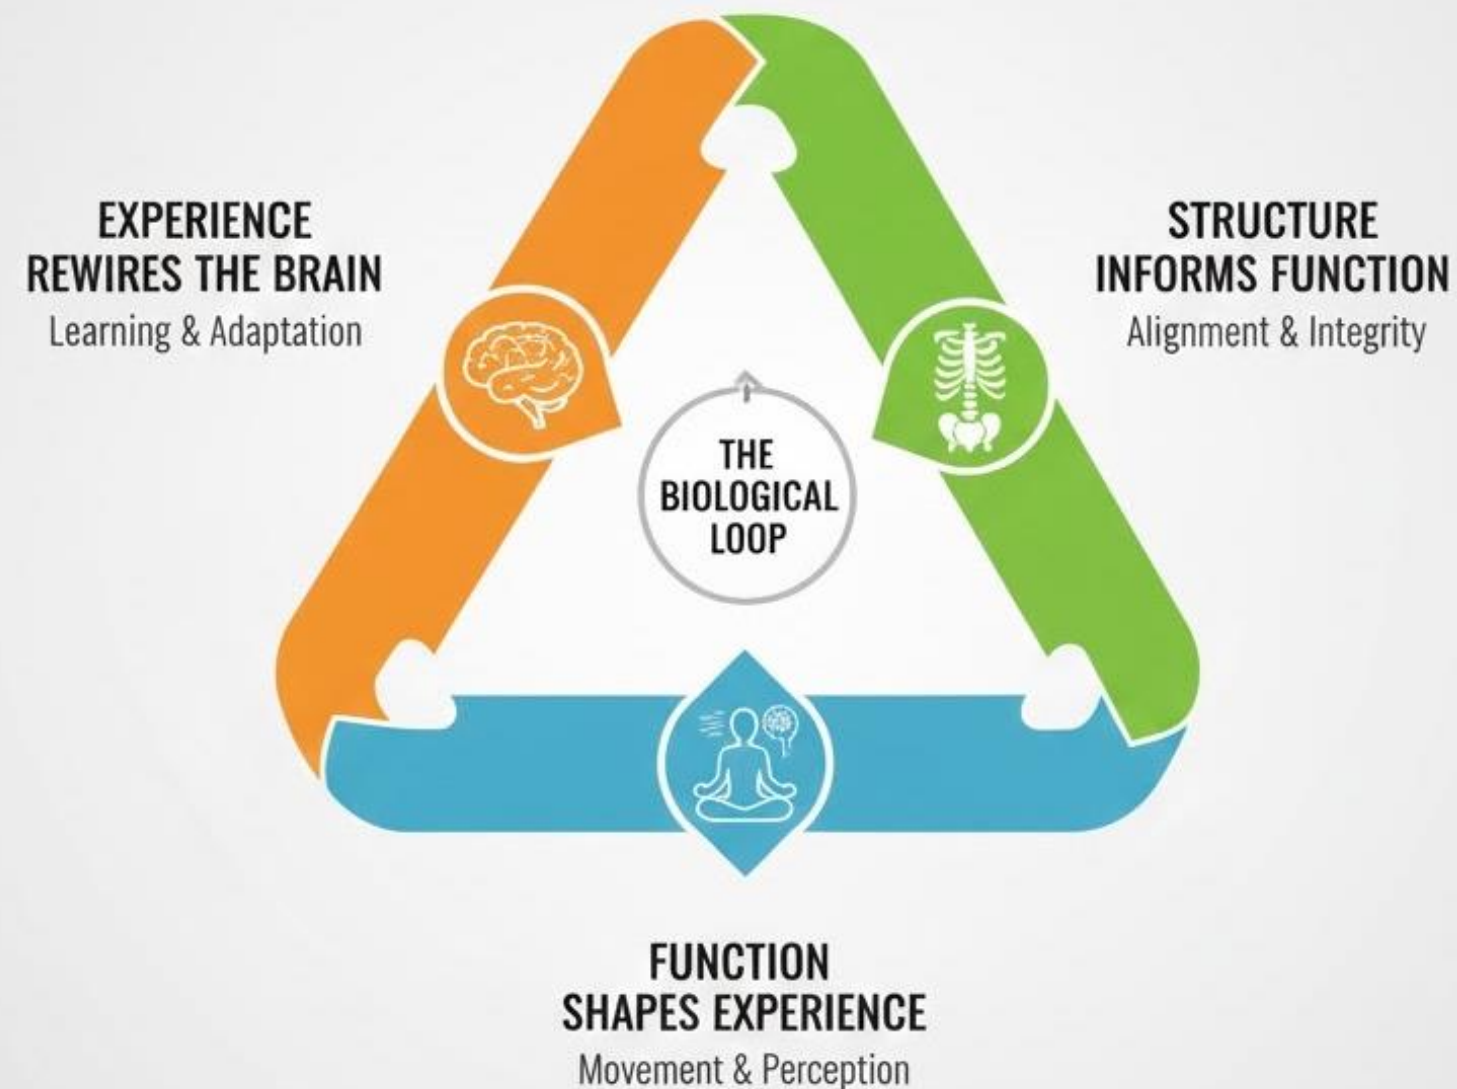 EXPERIENCE
REWIRES THE BRAIN
Learning & Adaptation
STRUCTURE
INFORMS FUNCTION
Alignment & Integrity
THE
BIOLOGICAL
LOOP
FUNCTION
SHAPES EXPERIENCE
Movement & Perception